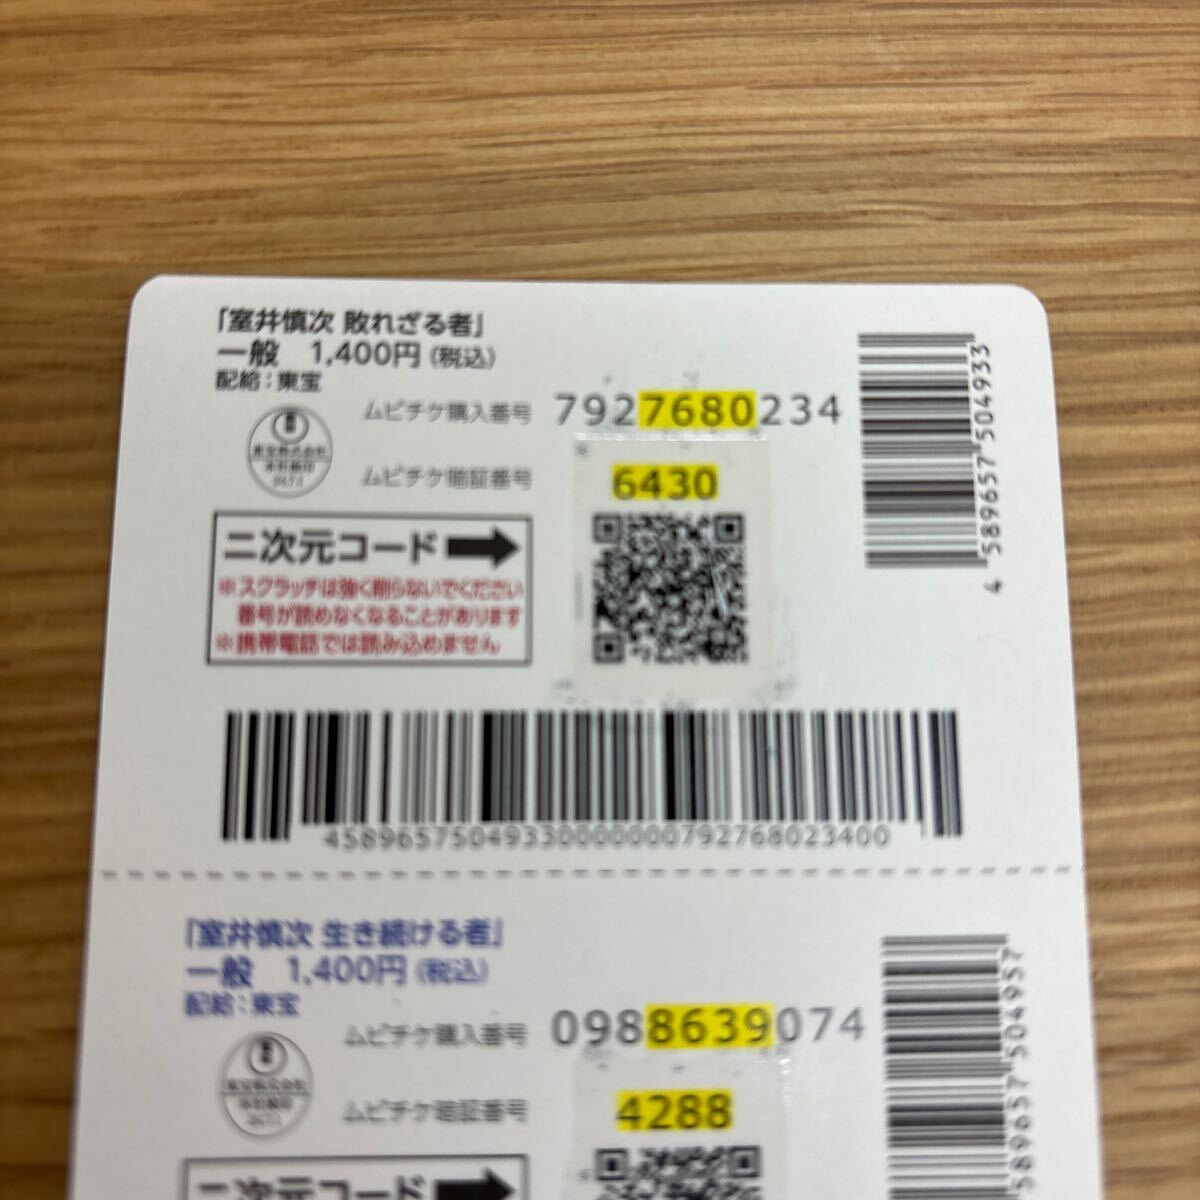 「室井慎次 敗れざる者」
一般 1,400円(税込)
配給:東宝
ムビチケ購入番号 7927680234
ムビチケ暗証番号 6430
二次元コード
※スクラッチは強く削らないでください
番号が読めなくなることがあります
※携帯電話では読み込めません
4 589657 504933
45896575049330000000792768023400
「室井慎次 生き続ける者」
一般 1,400円(税込)
配給:東宝
ムビチケ購入番号 0988639074
ムビチケ暗証番号 4288
二次元コード
589657 504957